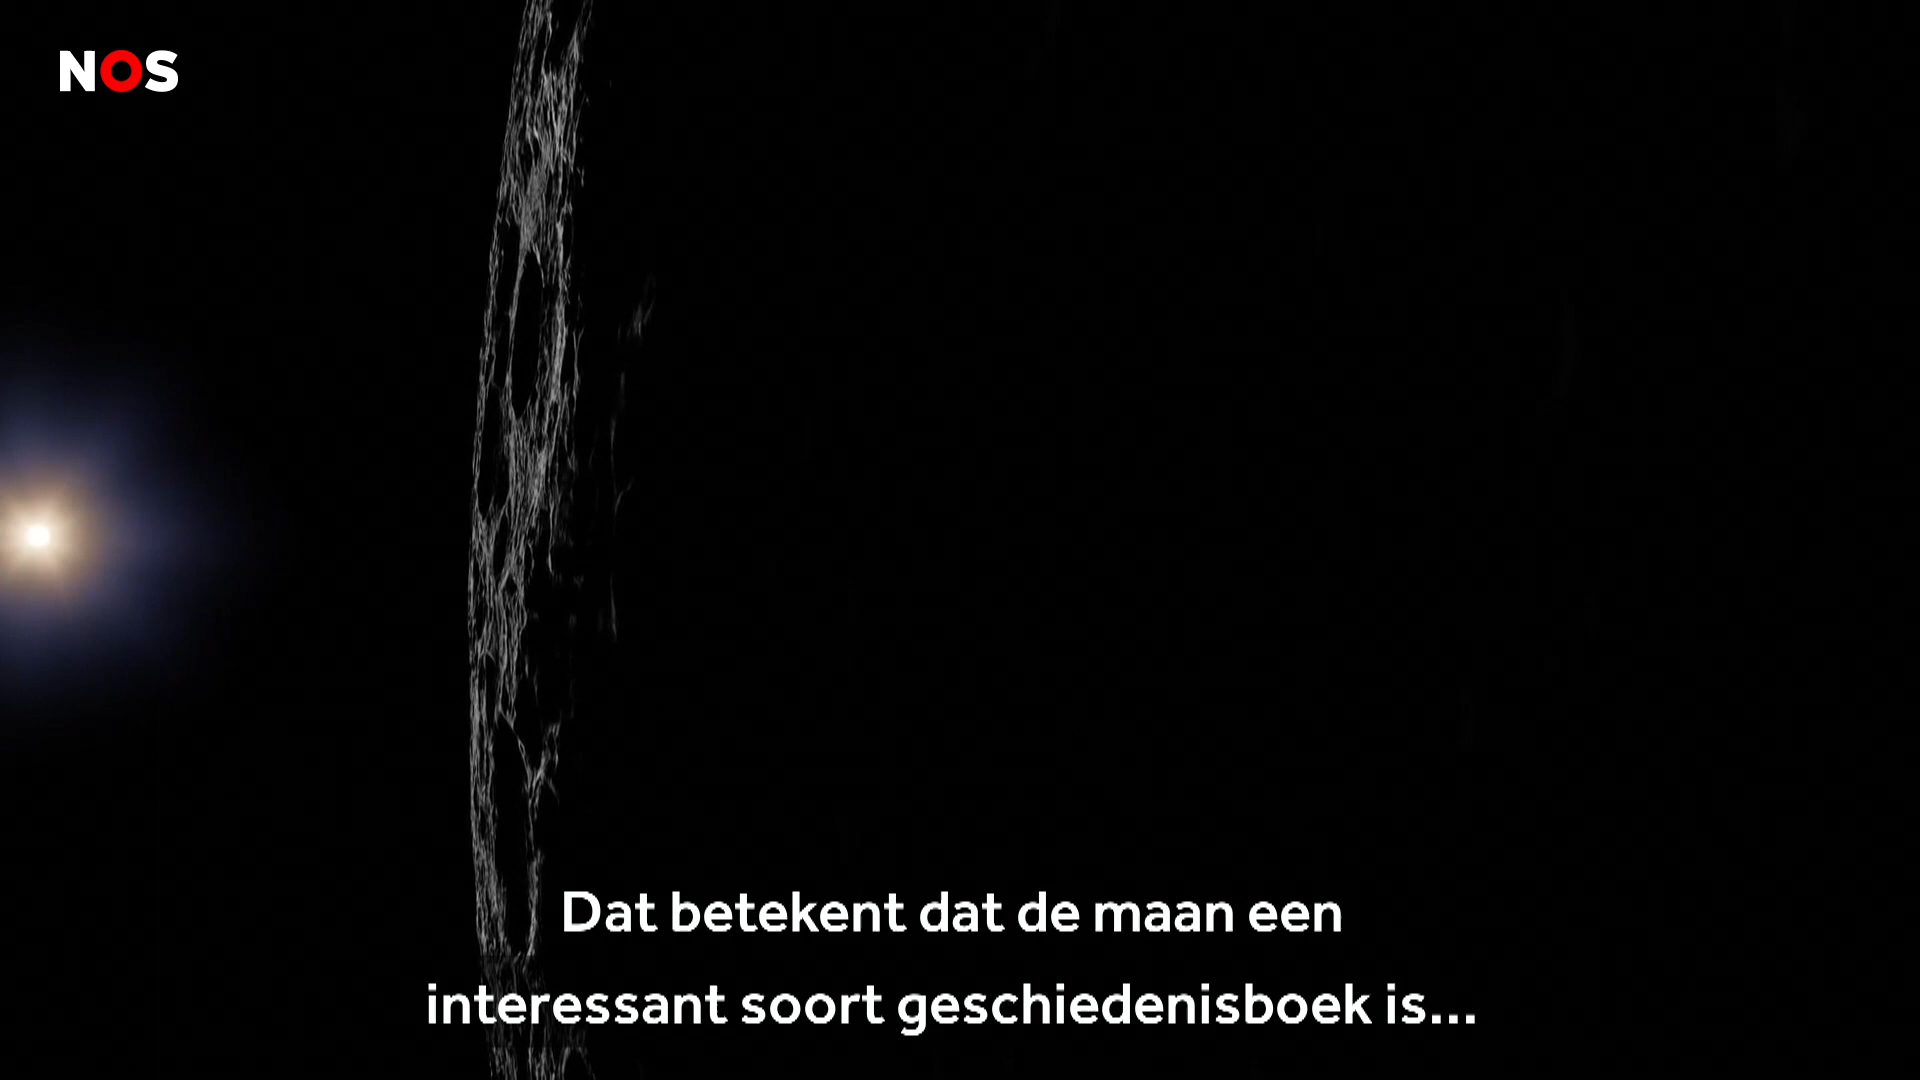 NOS
Dat betekent dat de maan een
interessant soort geschiedenisboek is...